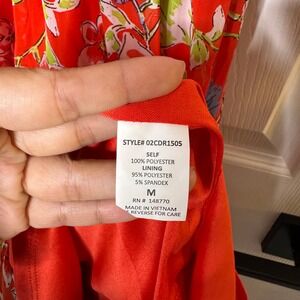 STYLE# 02CDR1505
SELF
100% POLYESTER
LINING
95% POLYESTER
5% SPANDEX
M
RN # 148770
MADE IN VIETNAM
REVERSE FOR CARE